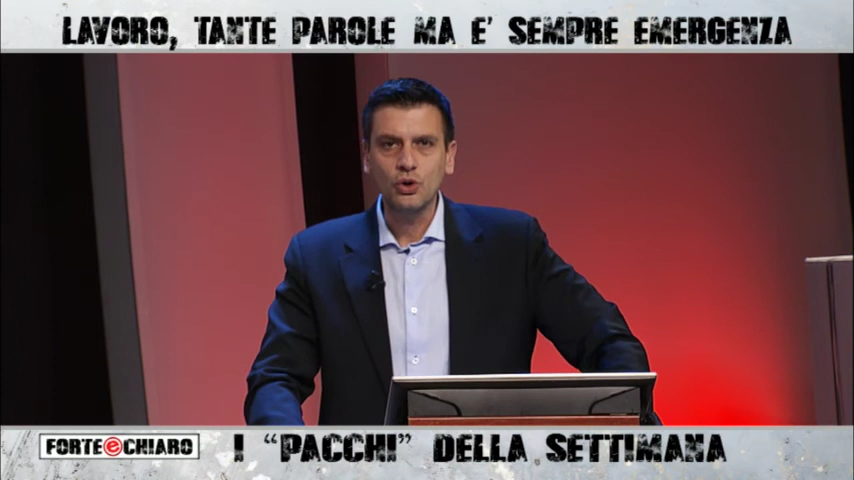 LAVORO, TANTE PAROLE MA E' SEMPRE EMERGENZA
FORTE e CHIARO
I "PACCHI" DELLA SETTIMANA